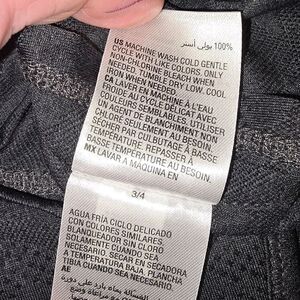 100% بولي أستر
US MACHINE WASH COLD GENTLE
CYCLE WITH LIKE COLORS. ONLY
NON-CHLORINE BLEACH WHEN
NEEDED. TUMBLE DRY LOW. COOL
IRON WHEN NEEDED.
CA LAVER EN MACHINE À L'EAU
FROIDE AU CYCLE DÉLICAT AVEC
COULEURS SEMBLABLES. UTILISER
UN AGENT DE BLANCHIMENT NON
CHLORÉ SEULEMENT AU BESOIN.
SÉCHER PAR CULBUTAGE À BASSE
TEMPÉRATURE. REPASSER À
BASSE TEMPÉRATURE AU BESOIN.
MX LAVAR A MAQUINA EN
3/4
AGUA FRIA CICLO DELICADO
CON COLORES SIMILARES.
BLANQUEADOR SIN CLORO
SOLAMENTE CUANDO SEA
NECESARIO. SECAR EN SECADORA
A TEMPERATURA BAJA. PLANCHA
TIBIA CUANDO SEA NECESARIO.
AE